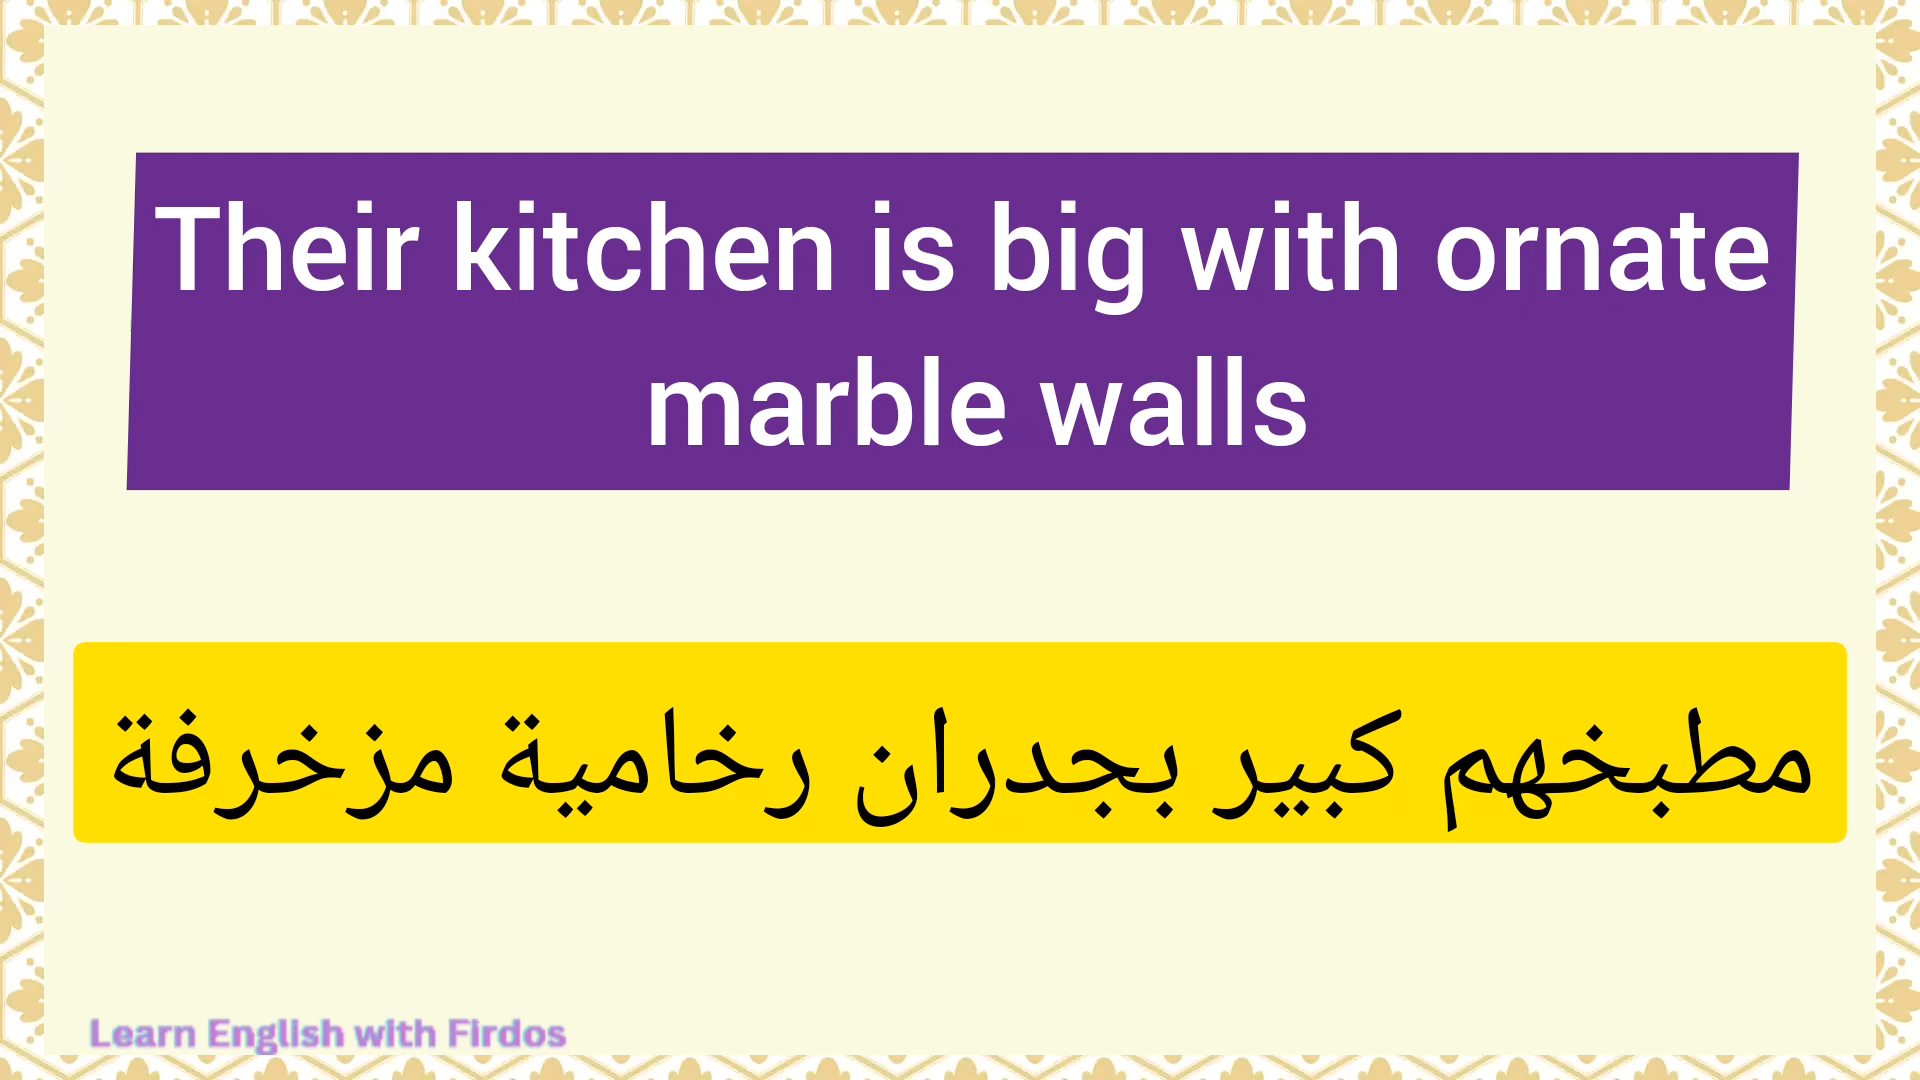 Their kitchen is big with ornate
marble walls
مطبخهم كبير بجدران رخامية مزخرفة
Learn English with Firdos